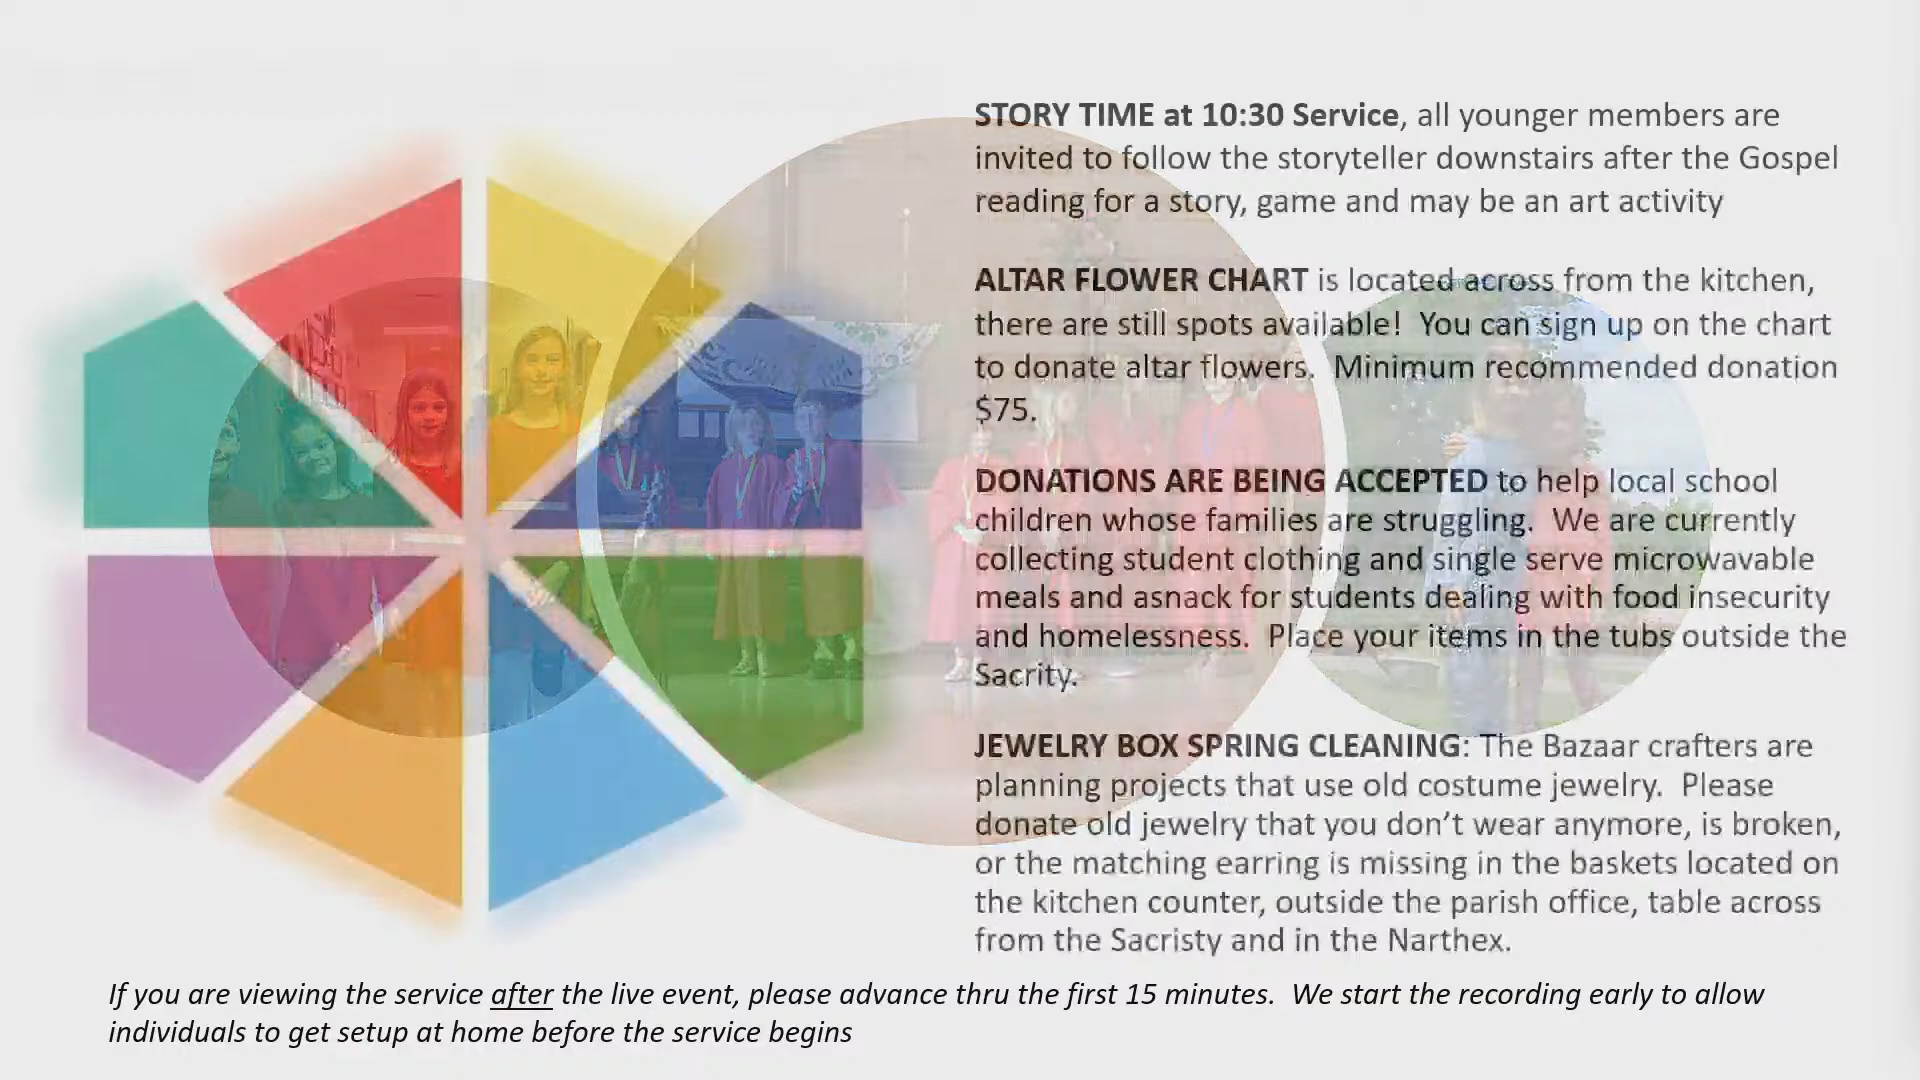 STORY TIME at 10:30 Service, all younger members are
invited to follow the storyteller downstairs after the Gospel
reading for a story, game and may be an art activity
ALTAR FLOWER CHART is located across from the kitchen,
there are still spots available!  You can sign up on the chart
to donate altar flowers.  Minimum recommended donation
$75.
DONATIONS ARE BEING ACCEPTED to help local school
children whose families are struggling.  We are currently
collecting student clothing and single serve microwavable
meals and asnack for students dealing with food insecurity
and homelessness.  Place your items in the tubs outside the
Sacrity.
JEWELRY BOX SPRING CLEANING: The Bazaar crafters are
planning projects that use old costume jewelry.  Please
donate old jewelry that you don’t wear anymore, is broken,
or the matching earring is missing in the baskets located on
the kitchen counter, outside the parish office, table across
from the Sacristy and in the Narthex.
If you are viewing the service after the live event, please advance thru the first 15 minutes.  We start the recording early to allow
individuals to get setup at home before the service begins